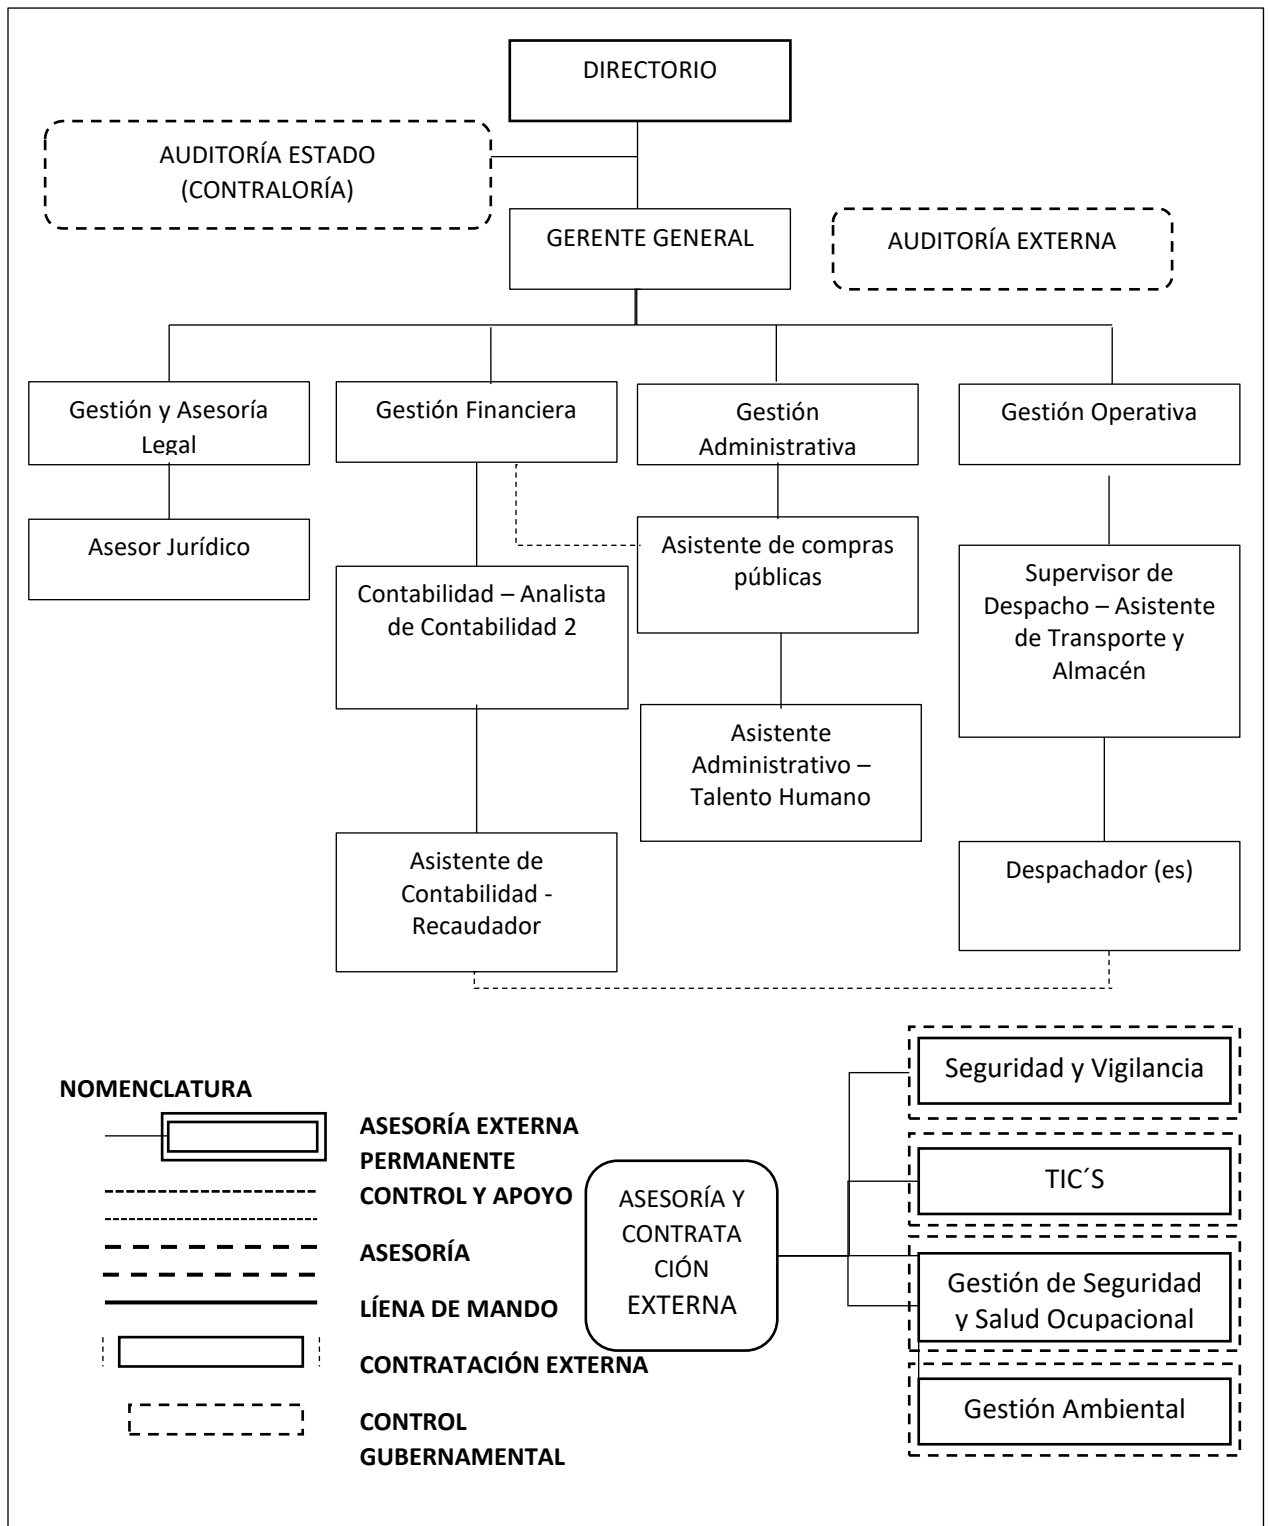 DIRECTORIO
AUDITORÍA ESTADO
(CONTRALORÍA)
GERENTE GENERAL
AUDITORÍA EXTERNA
Gestión y Asesoría
Legal
Gestión Financiera
Gestión
Administrativa
Gestión Operativa
Asesor Jurídico
Asistente de compras
públicas
Contabilidad – Analista
de Contabilidad 2
Supervisor de
Despacho – Asistente
de Transporte y
Almacén
Asistente
Administrativo –
Talento Humano
Asistente de
Contabilidad -
Recaudador
Despachador (es)
NOMENCLATURA
ASESORÍA EXTERNA
PERMANENTE
CONTROL Y APOYO
ASESORÍA
LÍENA DE MANDO
CONTRATACIÓN EXTERNA
CONTROL
GUBERNAMENTAL
ASESORÍA Y
CONTRATA
CIÓN
EXTERNA
Seguridad y Vigilancia
TIC´S
Gestión de Seguridad
y Salud Ocupacional
Gestión Ambiental